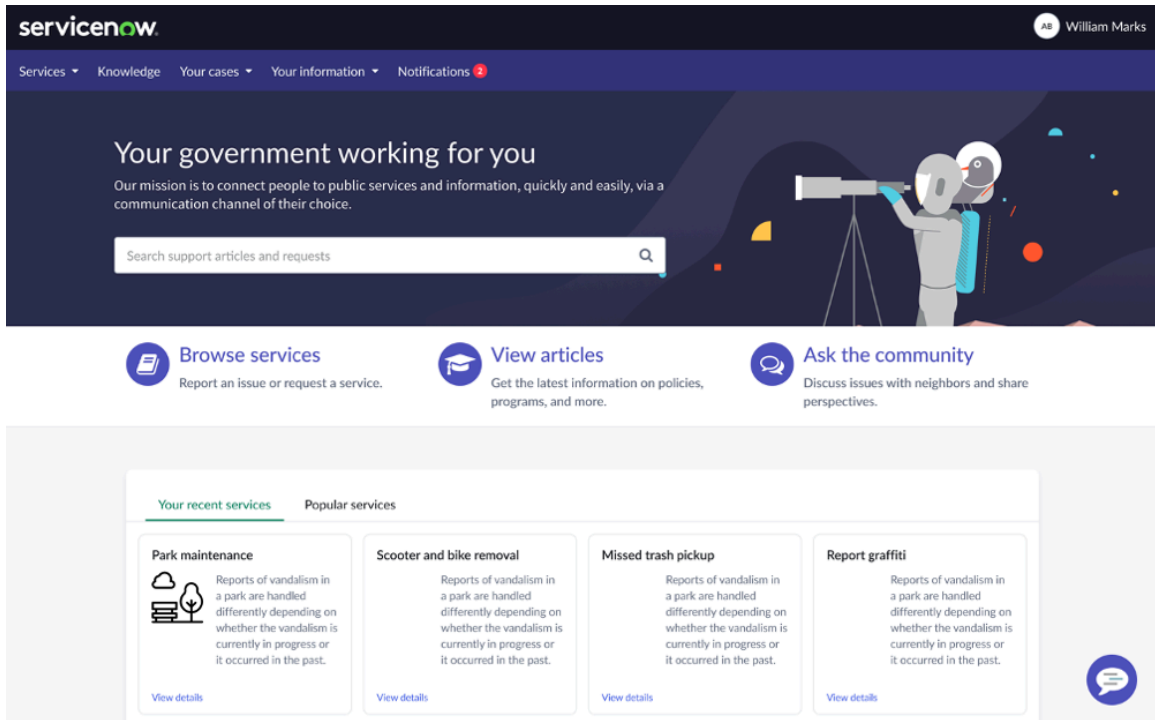 servicenow.
AB William Marks
Services Knowledge Your cases Your information Notifications 2
Your government working for you
Our mission is to connect people to public services and information, quickly and easily, via a
communication channel of their choice.
Search support articles and requests
Browse services
Report an issue or request a service.
View articles
Get the latest information on policies,
programs, and more.
Ask the community
Discuss issues with neighbors and share
perspectives.
Your recent services Popular services
Park maintenance
Reports of vandalism in
a park are handled
differently depending on
whether the vandalism is
currently in progress or
it occurred in the past.
View details
Scooter and bike removal
Reports of vandalism in
a park are handled
differently depending on
whether the vandalism is
currently in progress or
it occurred in the past.
View details
Missed trash pickup
Reports of vandalism in
a park are handled
differently depending on
whether the vandalism is
currently in progress or
it occurred in the past.
View details
Report graffiti
Reports of vandalism in
a park are handled
differently depending on
whether the vandalism is
currently in progress or
it occurred in the past.
View details